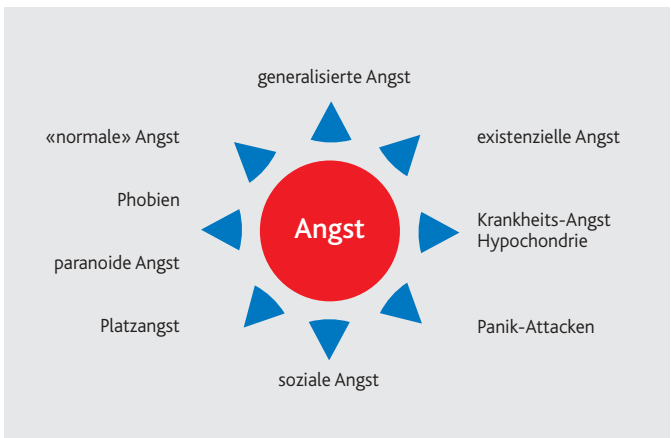 generalisierte Angst
«normale» Angst
existenzielle Angst
Phobien
Angst
Krankheits-Angst
Hypochondrie
paranoide Angst
Platzangst
Panik-Attacken
soziale Angst